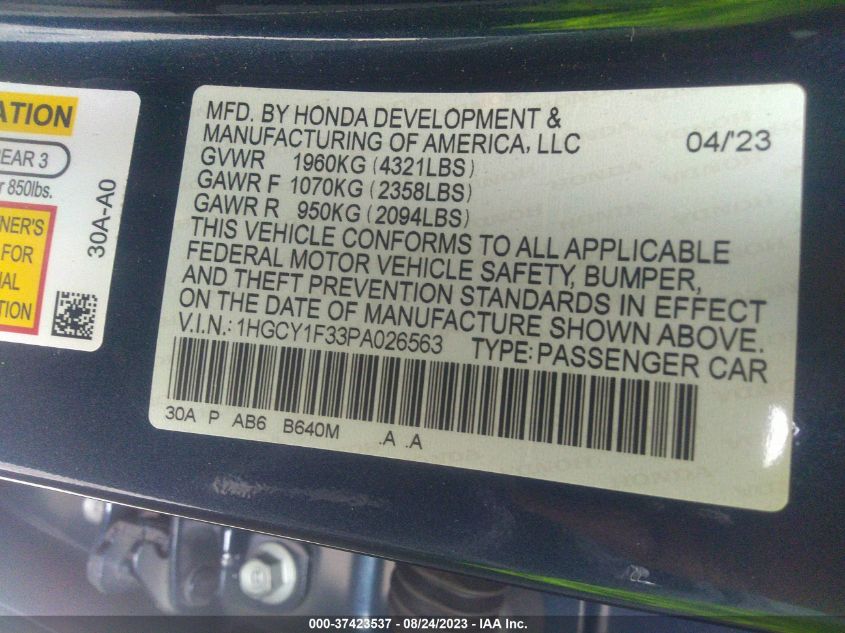 ATION
REAR 3
r 850lbs.
NER'S
FOR
AL
TION
30A-A0
MFD. BY HONDA DEVELOPMENT &
MANUFACTURING OF AMERICA, LLC 04/'23
GVWR 1960KG (4321LBS)
GAWR F 1070KG (2358LBS)
GAWR R 950KG (2094LBS)
THIS VEHICLE CONFORMS TO ALL APPLICABLE
FEDERAL MOTOR VEHICLE SAFETY, BUMPER,
AND THEFT PREVENTION STANDARDS IN EFFECT
ON THE DATE OF MANUFACTURE SHOWN ABOVE.
V.I.N.: 1HGCY1F33PA026563 TYPE: PASSENGER CAR
30A P AB6 B640M .A .A
000-37423537 - 08/24/2023 - IAA Inc.